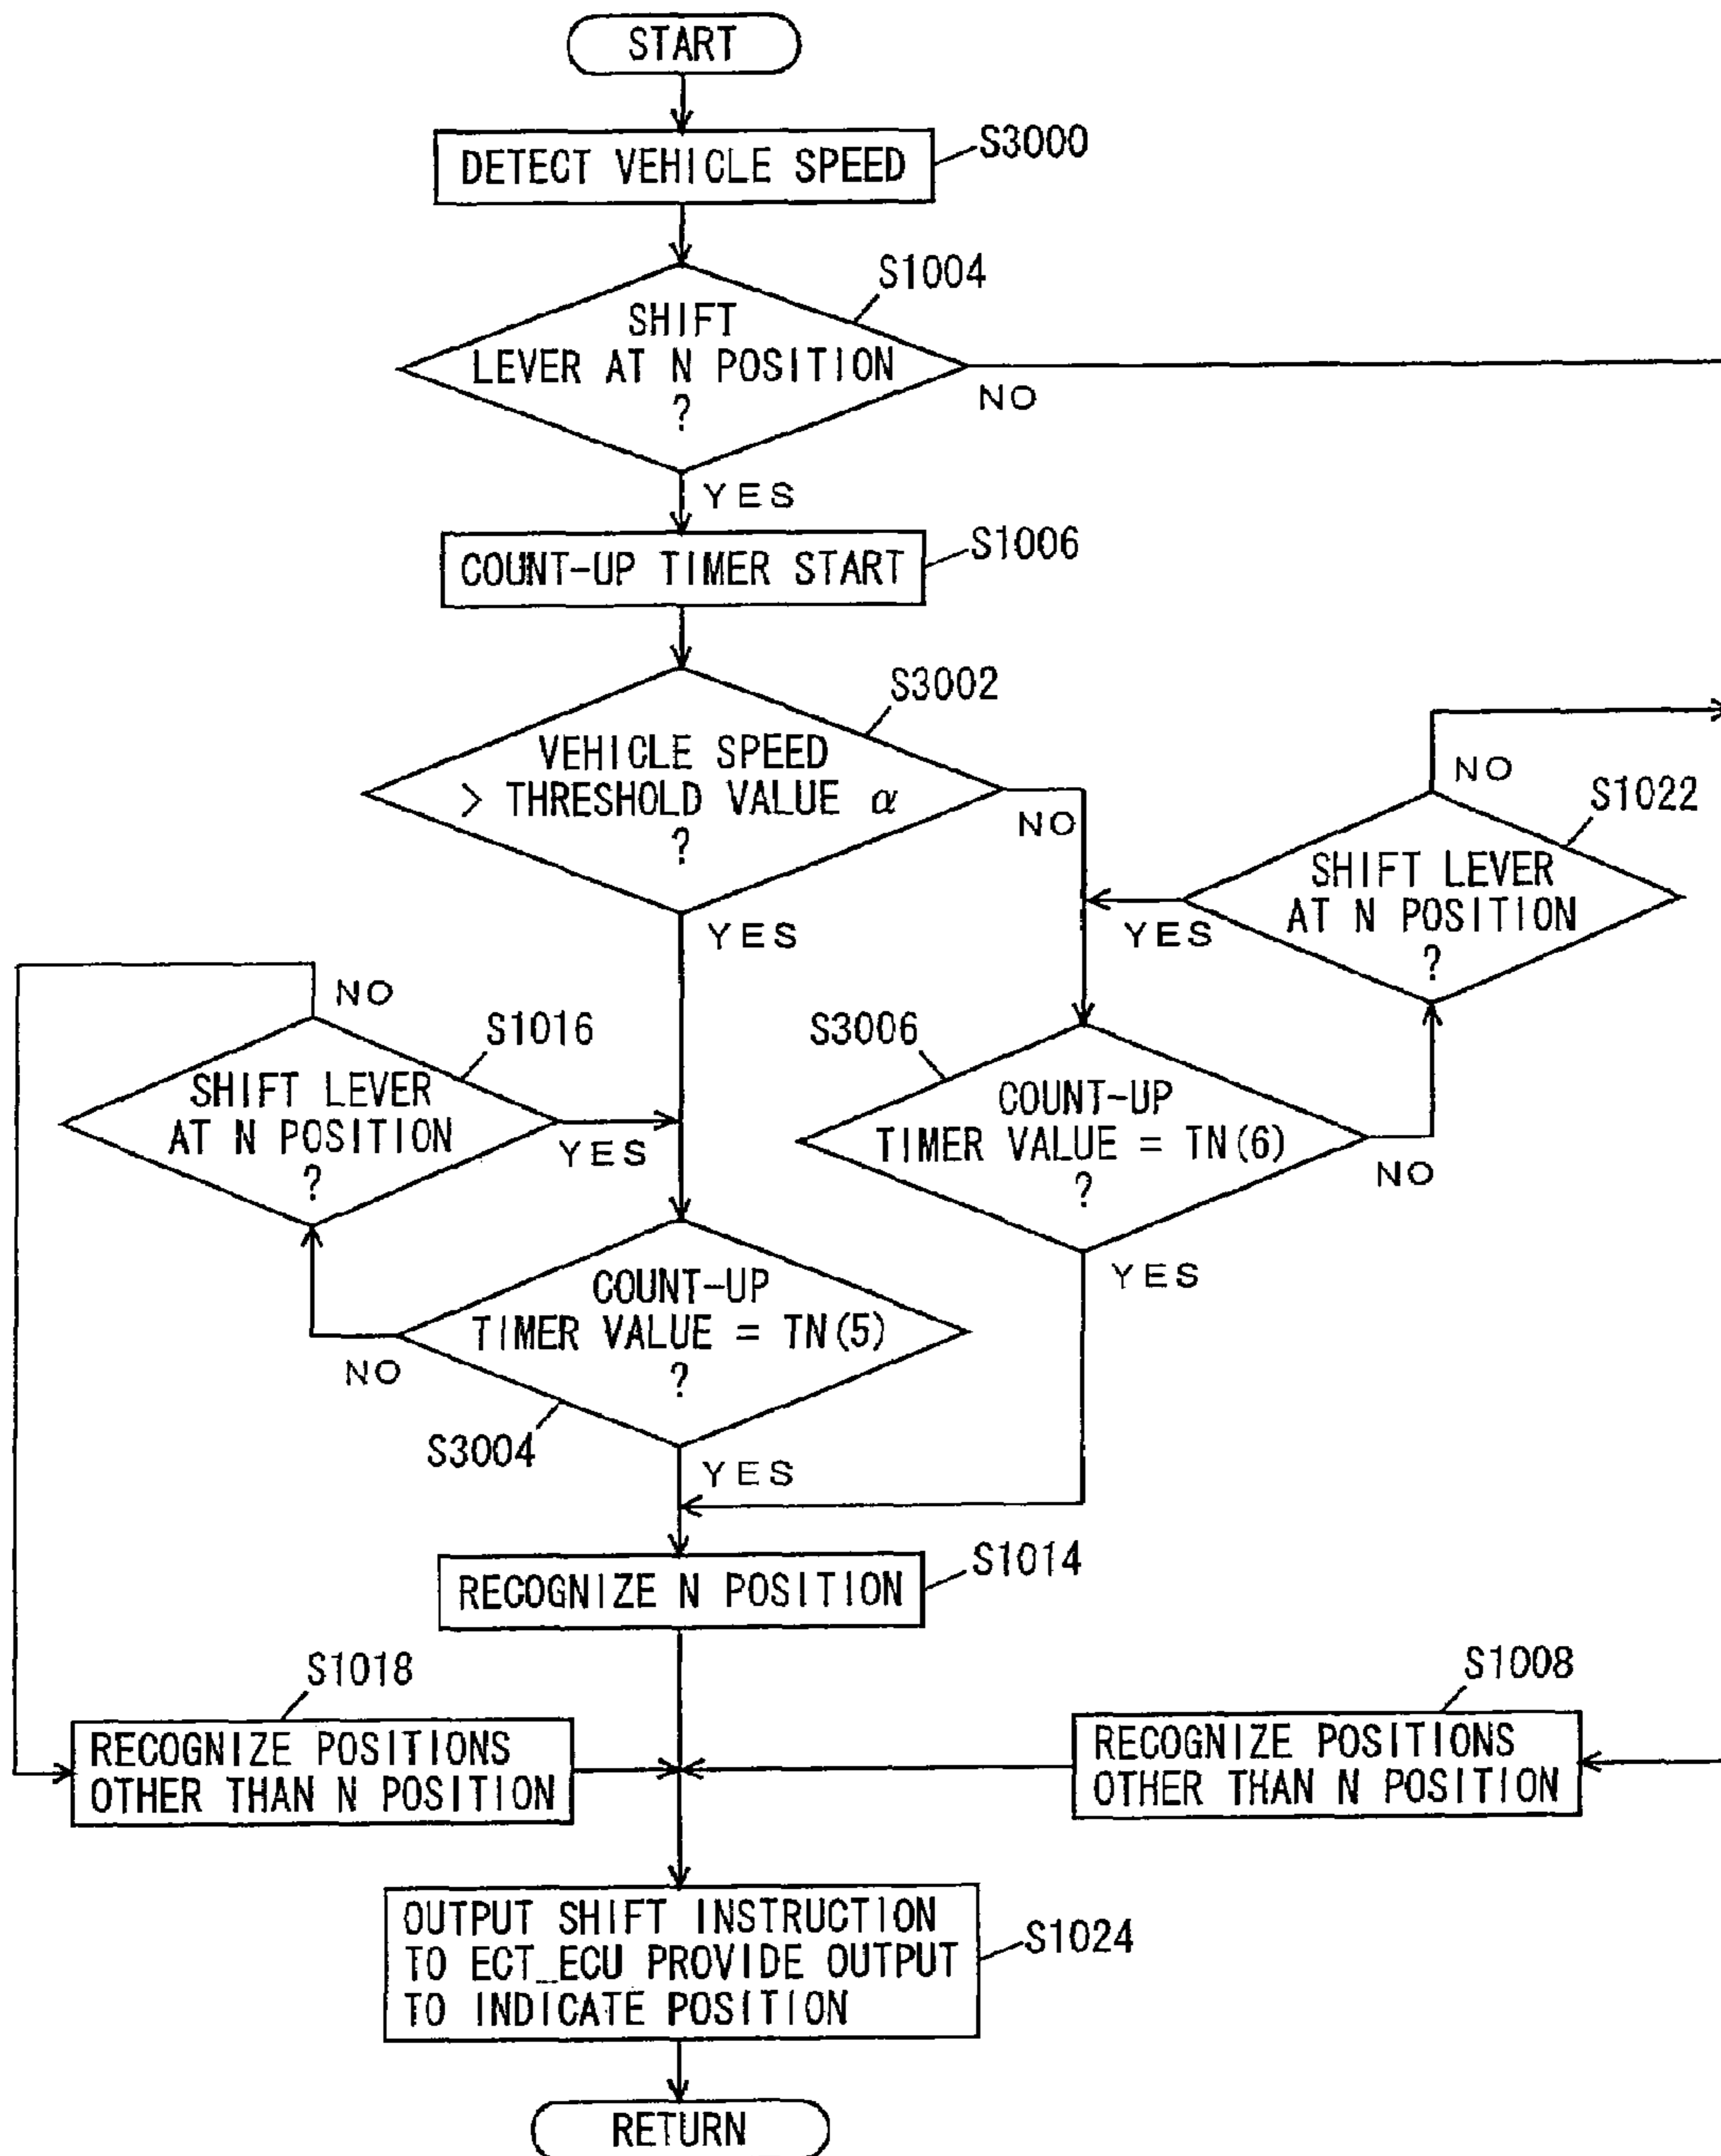 START
DETECT VEHICLE SPEED
S3000
S1004
SHIFT
LEVER AT N POSITION
?
NO
YES
COUNT-UP TIMER START
S1006
S3002
VEHICLE SPEED
> THRESHOLD VALUE α
?
NO
YES
NO
S1022
SHIFT LEVER
AT N POSITION
?
YES
NO
S1016
SHIFT LEVER
AT N POSITION
?
YES
S3006
COUNT-UP
TIMER VALUE = TN(6)
?
NO
YES
COUNT-UP
TIMER VALUE = TN(5)
?
NO
S3004
YES
RECOGNIZE N POSITION
S1014
S1018
RECOGNIZE POSITIONS
OTHER THAN N POSITION
S1008
RECOGNIZE POSITIONS
OTHER THAN N POSITION
OUTPUT SHIFT INSTRUCTION
TO ECT_ECU PROVIDE OUTPUT
TO INDICATE POSITION
S1024
RETURN